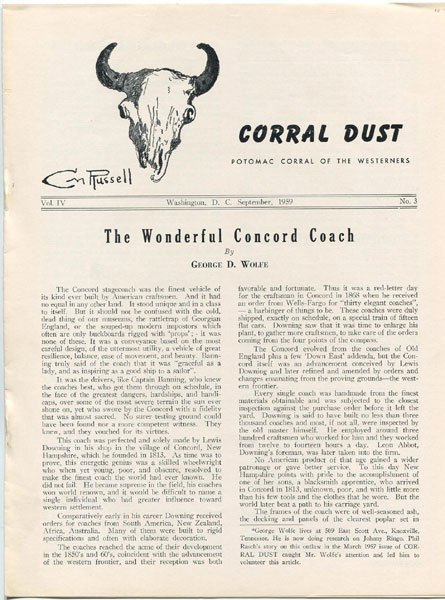 CM Russell
CORRAL DUST
POTOMAC CORRAL OF THE WESTERNERS
Vol. IV Washington, D. C. September, 1959 No. 3
The Wonderful Concord Coach
By
GEORGE D. WOLFE
The Concord stagecoach was the finest vehicle of
its kind ever built by American craftsmen. And it had
no equal in any other land. It stood unique and in a class
to itself. But it should not be confused with the cold,
dead thing of our museums, the rattletrap of Georgian
England, or the souped-up modern impostors which
often are only buckboards rigged with 'props'; it was
none of these. It was a conveyance based on the most
careful design, of the uttermost utility, a vehicle of great
resilience, balance, ease of movement, and beauty. Bann-
ing truly said of the coach that it was "graceful as a
lady, and as inspiring as a good ship to a sailor".
It was the drivers, like Captain Banning, who knew
the coaches best, who got them through on schedule, in
the face of the greatest dangers, hardships, and handi-
caps, over some of the most severe terrain the sun ever
shone on, yet who swore by the Concord with a fidelity
that was almost sacred. No surer testing ground could
have been found nor a more competent witness. They
knew, and they vouched for its virtues.
This coach was perfected and solely made by Lewis
Downing in his shop in the village of Concord, New
Hampshire, which he founded in 1813. As time was to
prove, this energetic genius was a skilled wheelwright
who when yet young, poor, and obscure, resolved to
make the finest coach the world had ever known. He
did not fail. He became supreme in the field, his coaches
won world renown, and it would be difficult to name a
single individual who had greater influence toward
western settlement.
Comparatively early in his career Downing received
orders for coaches from South America, New Zealand,
Africa, Australia. Many of them were built to rigid
specifications and often with elaborate decoration.
The coaches reached the acme of their development
in the 1850's and 60's, coincident with the advancement
of the western frontier, and their reception was both
favorable and fortunate. Thus it was a red-letter day
for the craftsman in Concord in 1868 when he received
an order from Wells-Fargo for "thirty elegant coaches",
— a harbinger of things to be. These coaches were duly
shipped, exactly on schedule, on a special train of fifteen
flat cars. Downing saw that it was time to enlarge his
plant, to gather more craftsmen, to take care of the orders
coming from the four points of the compass.
The Concord evolved from the coaches of Old
England plus a few 'Down East' addenda, but the Con-
cord itself was an advancement conceived by Lewis
Downing and later refined and amended by orders and
changes emanating from the proving grounds—the west-
ern frontier.
Every single coach was handmade from the finest
materials obtainable and was subjected to the closest
inspection against the purchase order before it left the
yard. Downing is said to have built no less than three
thousand coaches and most, if not all, were inspected by
the old master himself. He employed around three
hundred craftsmen who worked for him and they worked
from twelve to fourteen hours a day. Leon Abbot,
Downing's foreman, was later taken into the firm.
No American product of that age gained a wider
patronage or gave better service. To this day New
Hampshire points with pride to the accomplishment of
one of her sons, a blacksmith apprentice, who arrived
in Concord in 1813, unknown, poor, and with little more
than his few tools and the clothes that he wore. But the
world later beat a path to his carriage yard.
The frames of the coach were of well-seasoned ash,
the decking and panels of the clearest poplar set in
*George Wolfe lives at 309 East Scott Ave., Knoxville,
Tennessee. He is now doing research on Johnny Ringo. Phil
Rasch's story on this outlaw in the March 1957 issue of COR-
RAL DUST caught Mr. Wolfe's attention and led him to
volunteer this article.